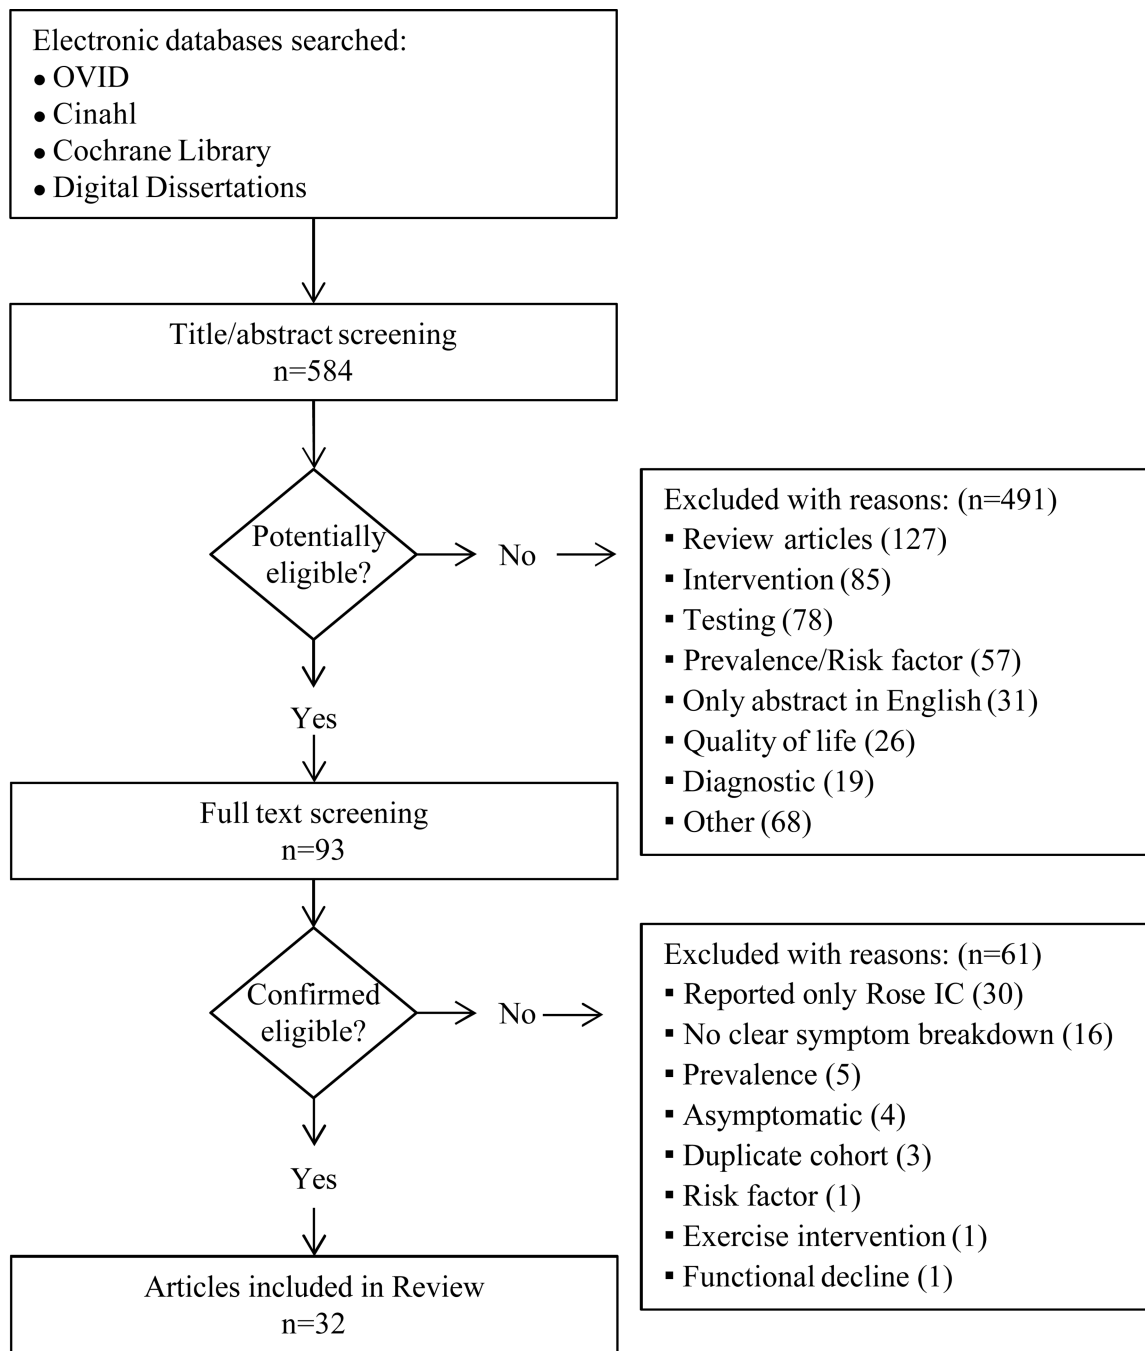 Electronic databases searched:
● OVID
● Cinahl
● Cochrane Library
● Digital Dissertations
Title/abstract screening
n=584
Potentially
eligible?
No
Excluded with reasons: (n=491)
▪ Review articles (127)
▪ Intervention (85)
▪ Testing (78)
▪ Prevalence/Risk factor (57)
▪ Only abstract in English (31)
▪ Quality of life (26)
▪ Diagnostic (19)
▪ Other (68)
Yes
Full text screening
n=93
Confirmed
eligible?
No
Excluded with reasons: (n=61)
▪ Reported only Rose IC (30)
▪ No clear symptom breakdown (16)
▪ Prevalence (5)
▪ Asymptomatic (4)
▪ Duplicate cohort (3)
▪ Risk factor (1)
▪ Exercise intervention (1)
▪ Functional decline (1)
Yes
Articles included in Review
n=32